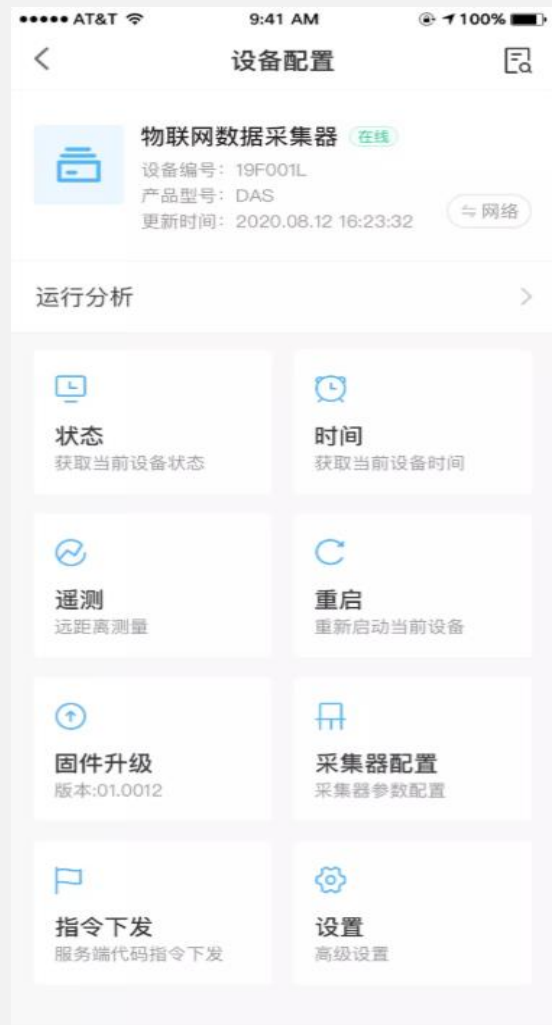 AT&T 9:41 AM 100%
设备配置
物联网数据采集器 在线
设备编号：19F001L
产品型号：DAS
更新时间：2020.08.12 16:23:32
网络
运行分析
状态 时间
获取当前设备状态 获取当前设备时间
遥测 重启
远距离测量 重新启动当前设备
固件升级 采集器配置
版本:01.0012 采集器参数配置
指令下发 设置
服务端代码指令下发 高级设置